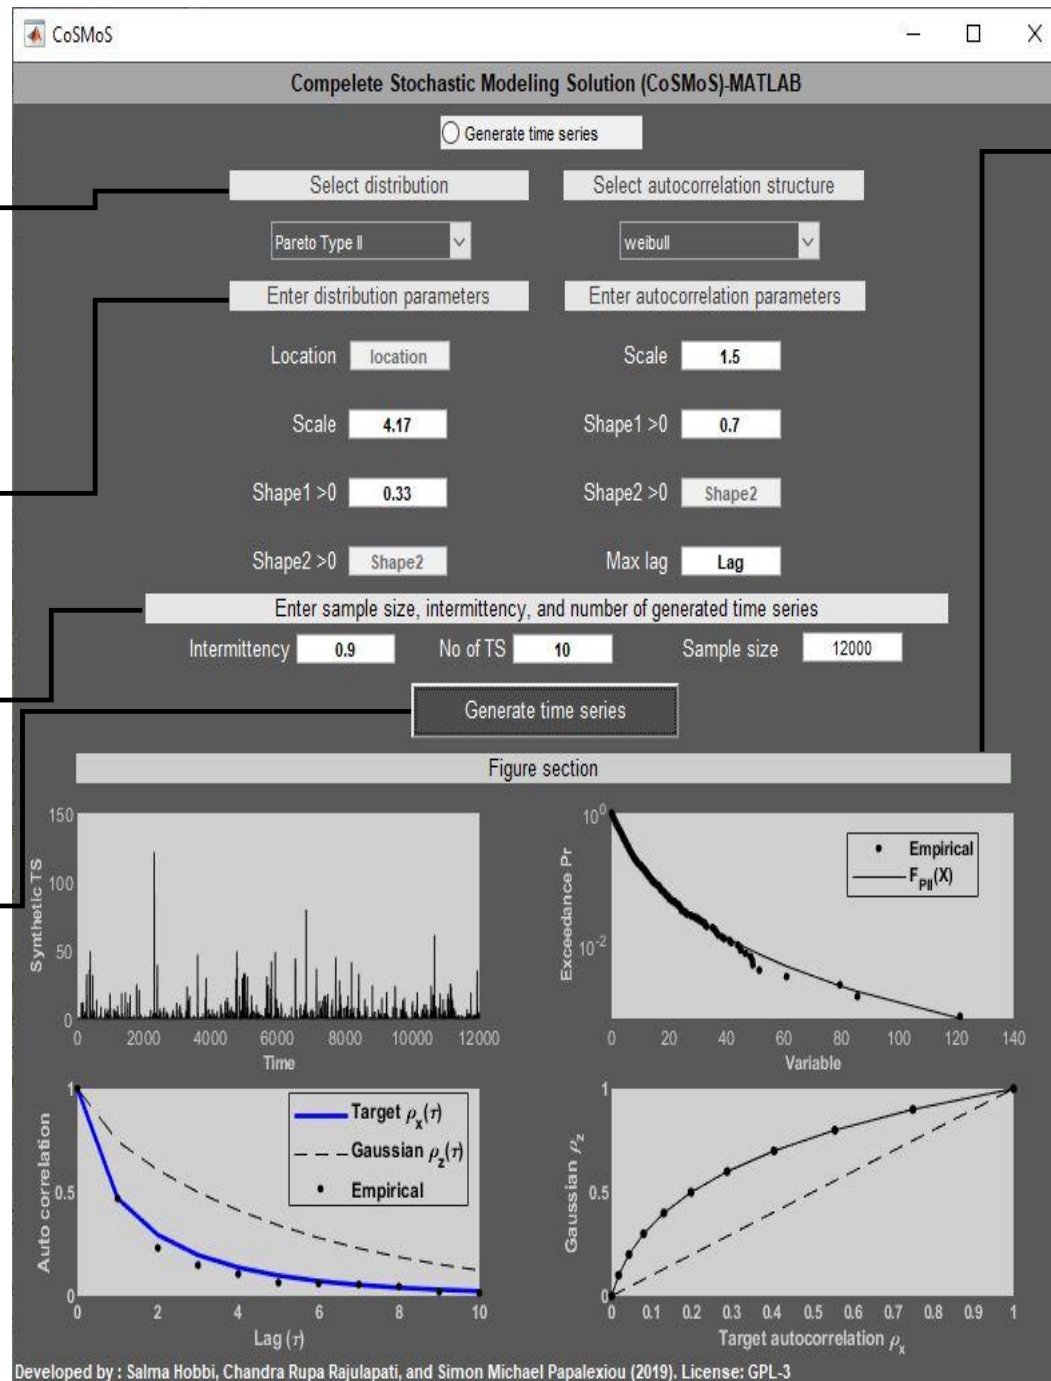 CoSMoS
Compelete Stochastic Modeling Solution (CoSMoS)-MATLAB
Generate time series
Select distribution
Select autocorrelation structure
Pareto Type II
weibull
Enter distribution parameters
Enter autocorrelation parameters
Location location
Scale 1.5
Scale 4.17
Shape1 >0 0.7
Shape1 >0 0.33
Shape2 >0 Shape2
Shape2 >0 Shape2
Max lag Lag
Enter sample size, intermittency, and number of generated time series
Intermittency 0.9 No of TS 10 Sample size 12000
Generate time series
Figure section
150
100
50
0
Synthetic TS
0 2000 4000 6000 8000 10000 12000
Time
10^0
10^-2
Exceedance Pr
Empirical
F_PII(X)
0 20 40 60 80 100 120 140
Variable
1
0.5
0
Auto correlation
Target ρ_x(τ)
Gaussian ρ_z(τ)
Empirical
0 2 4 6 8 10
Lag (τ)
1
0.5
0
Gaussian ρ_z
0 0.1 0.2 0.3 0.4 0.5 0.6 0.7 0.8 0.9 1
Target autocorrelation ρ_x
Developed by : Salma Hobbi, Chandra Rupa Rajulapati, and Simon Michael Papalexiou (2019). License: GPL-3